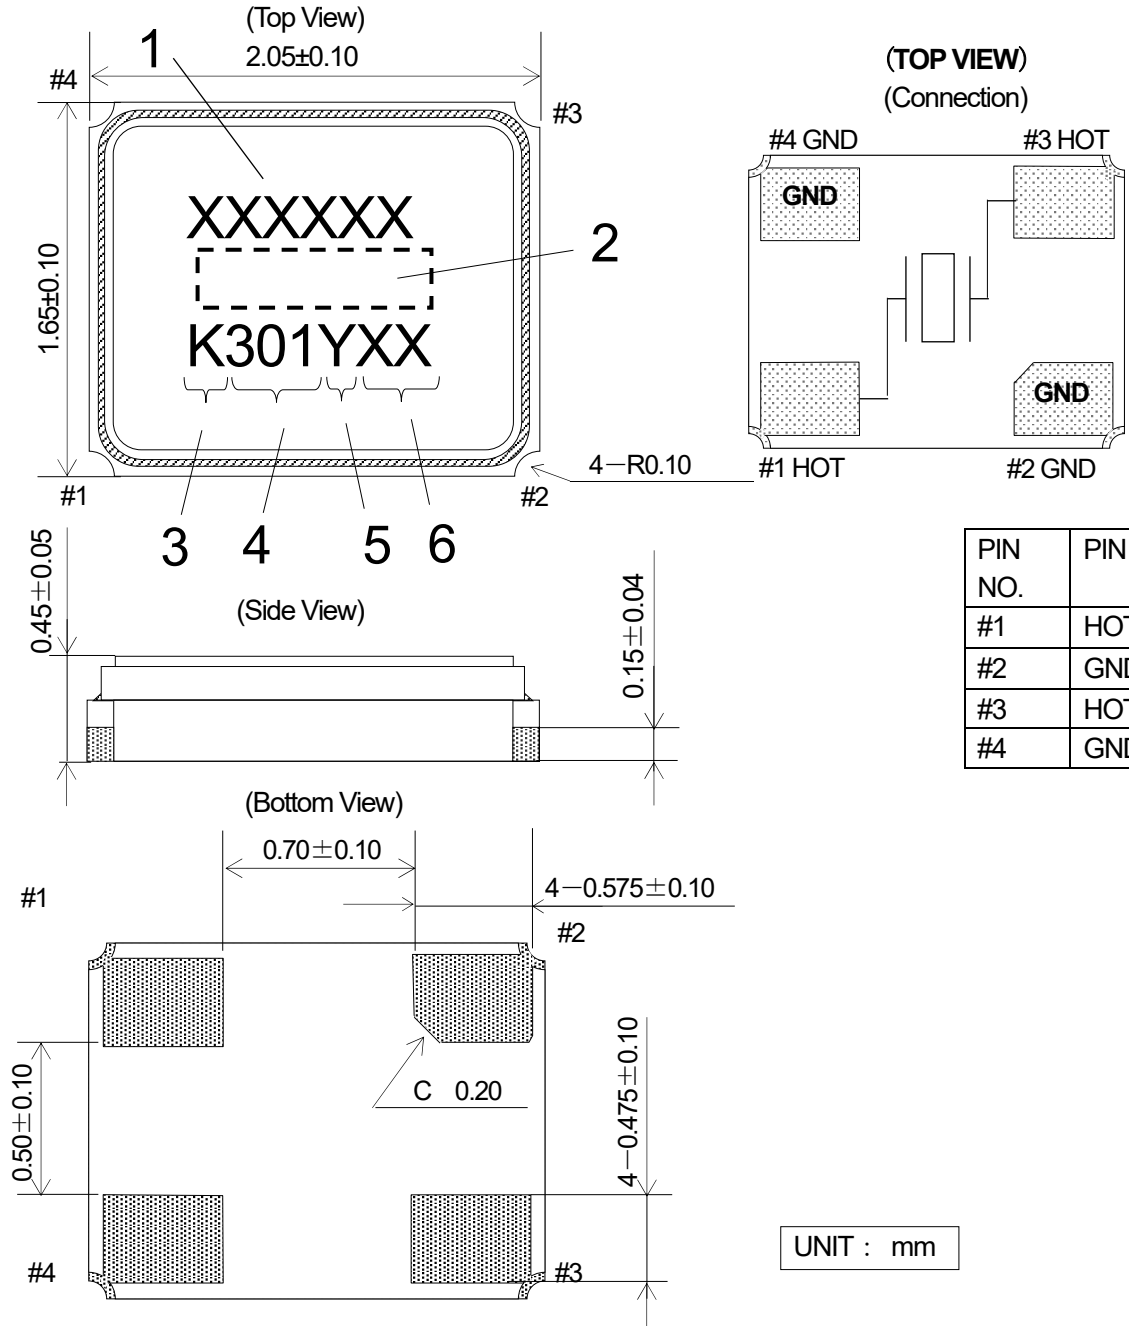 (Top View)
2.05±0.10
1
#4
#3
1.65±0.10
XXXXXX
2
K301YXX
#1
#2
4－R0.10
3 4 5 6
(TOP VIEW)
(Connection)
#4 GND #3 HOT
GND
GND
#1 HOT #2 GND
PIN NO. PIN
#1 HOT
#2 GND
#3 HOT
#4 GND
(Side View)
0.45±0.05
0.15±0.04
(Bottom View)
0.70±0.10
4－0.575±0.10
#1
#2
C 0.20
0.50±0.10
4－0.475±0.10
#4
#3
UNIT : mm